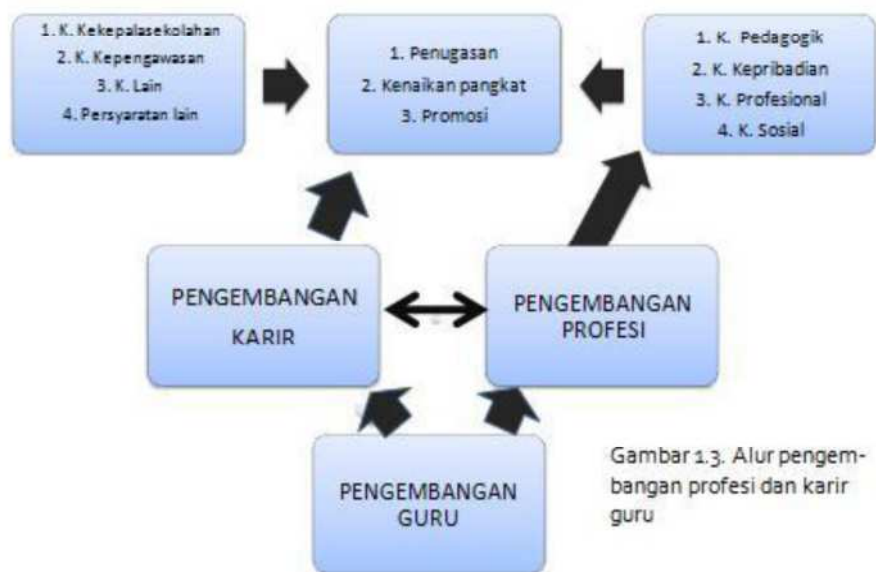 1. K. Kekepalasekolahan
2. K. Kepengawasan
3. K. Lain
4. Persyaratan lain
1. Penugasan
2. Kenaikan pangkat
3. Promosi
1. K. Pedagogik
2. K. Kepribadian
3. K. Profesional
4. K. Sosial
PENGEMBANGAN
KARIR
PENGEMBANGAN
PROFESI
PENGEMBANGAN
GURU
Gambar 1.3. Alur pengem-
bangan profesi dan karir
guru